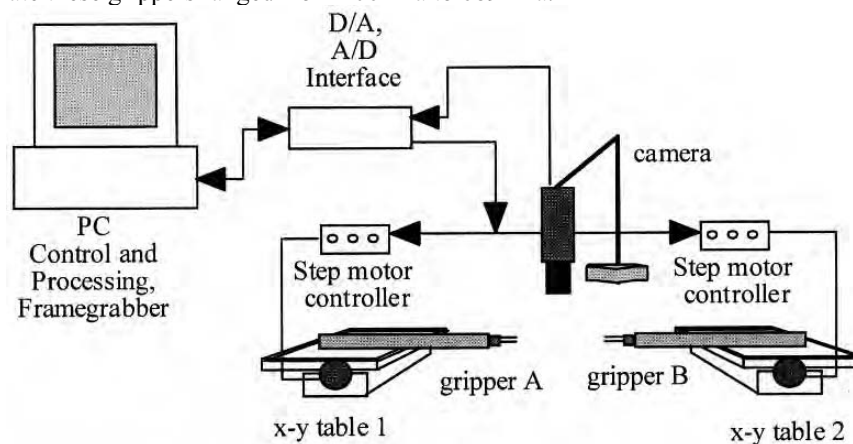 D/A,
A/D
Interface
camera
PC
Control and
Processing,
Framegrabber
Step motor
controller
Step motor
controller
gripper A
gripper B
x-y table 1
x-y table 2